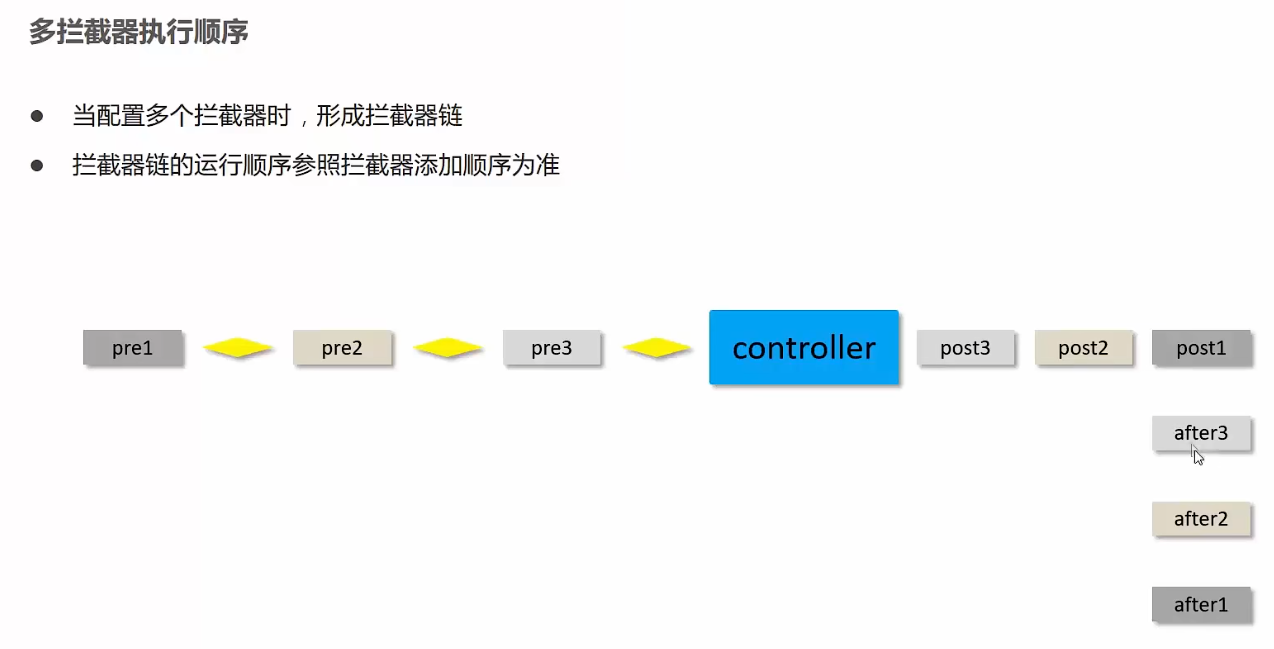 多拦截器执行顺序
● 当配置多个拦截器时，形成拦截器链
● 拦截器链的运行顺序参照拦截器添加顺序为准
pre1 pre2 pre3 controller post3 post2 post1
after3
after2
after1